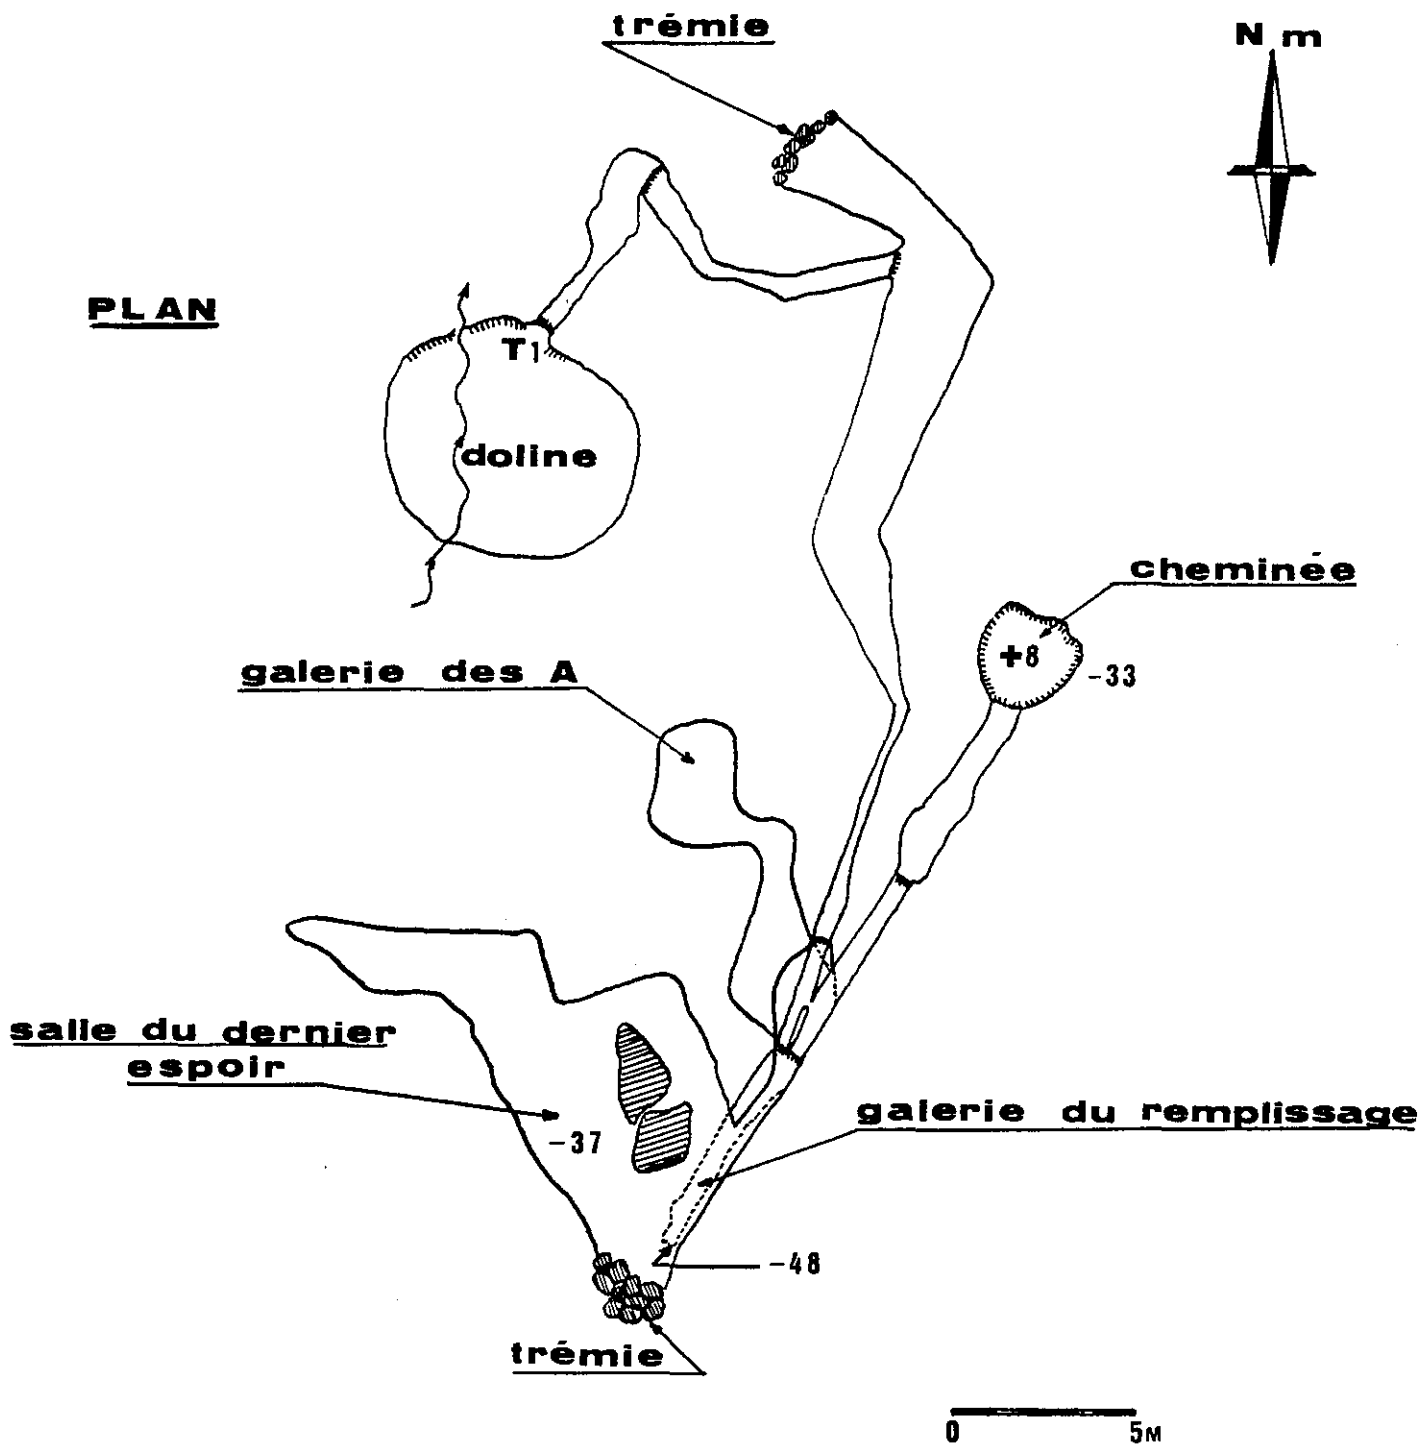 trémie
N m
PLAN
T1
doline
cheminée
+8
-33
galerie des A
salle du dernier
espoir
-37
galerie du remplissage
-48
trémie
0 5M